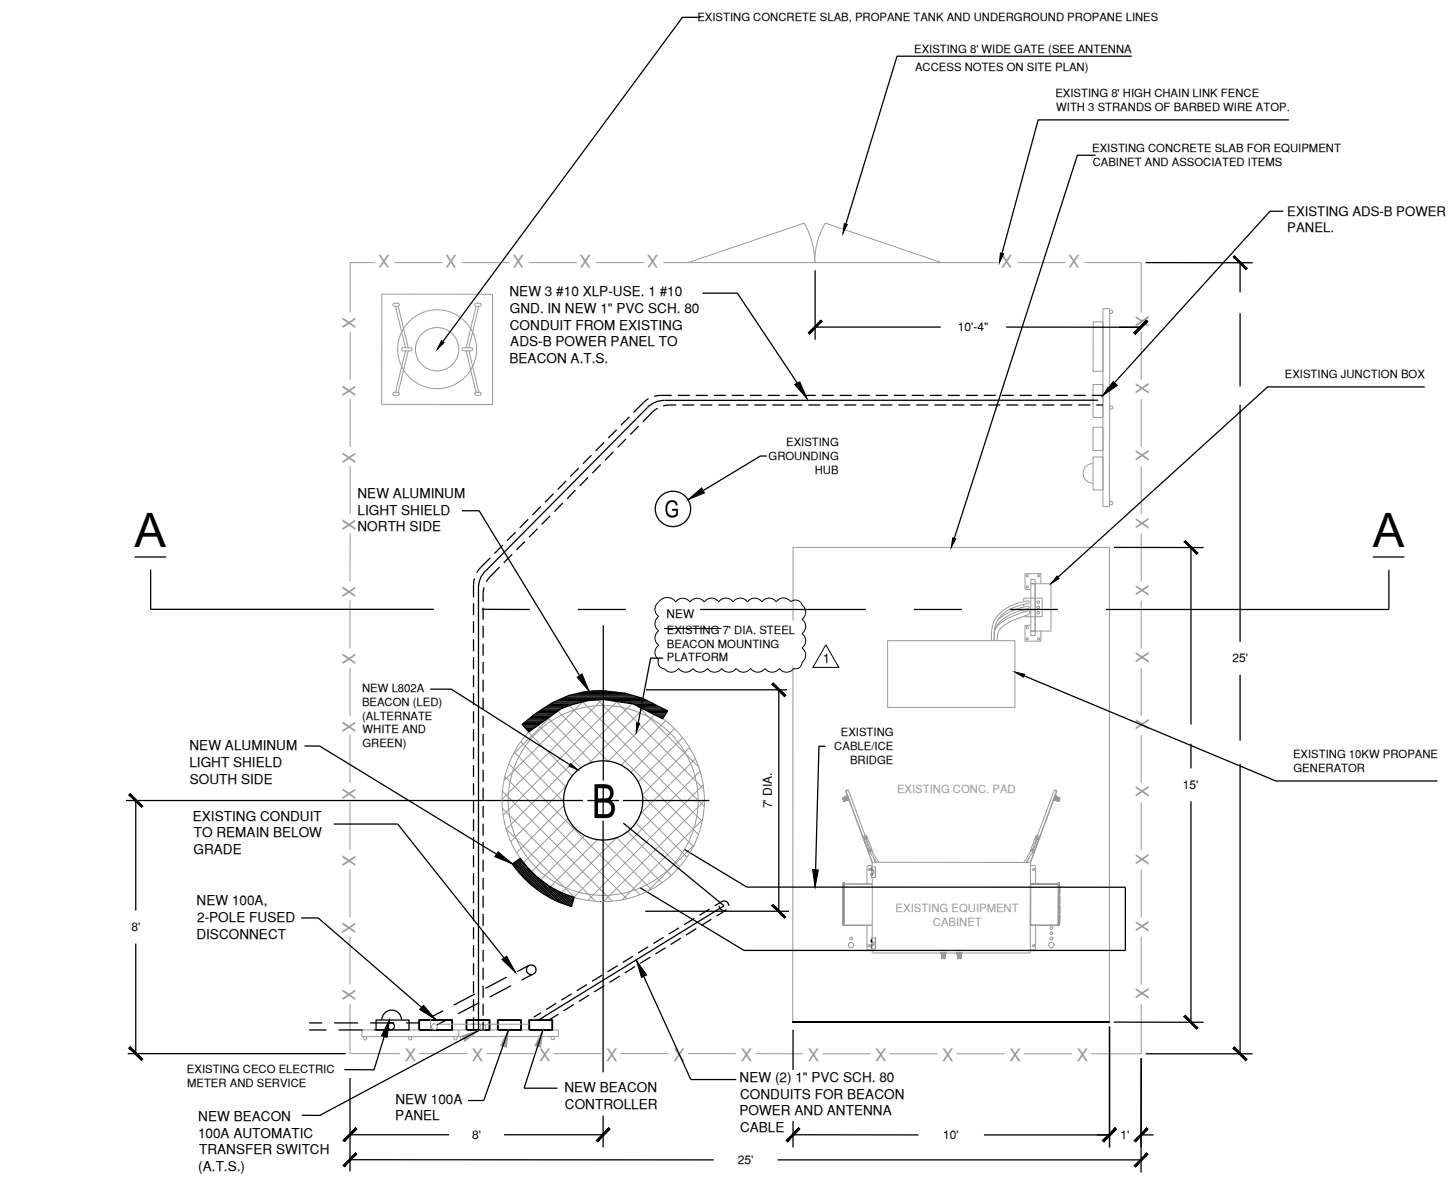 EXISTING CONCRETE SLAB, PROPANE TANK AND UNDERGROUND PROPANE LINES
EXISTING 8' WIDE GATE (SEE ANTENNA
ACCESS NOTES ON SITE PLAN)
EXISTING 8' HIGH CHAIN LINK FENCE
WITH 3 STRANDS OF BARBED WIRE ATOP.
EXISTING CONCRETE SLAB FOR EQUIPMENT
CABINET AND ASSOCIATED ITEMS
EXISTING ADS-B POWER
PANEL.
NEW 3 #10 XLP-USE. 1 #10
GND. IN NEW 1" PVC SCH. 80
CONDUIT FROM EXISTING
ADS-B POWER PANEL TO
BEACON A.T.S.
10'-4"
EXISTING JUNCTION BOX
EXISTING
GROUNDING
HUB
G
NEW ALUMINUM
LIGHT SHIELD
NORTH SIDE
A
A
NEW
EXISTING 7' DIA. STEEL
BEACON MOUNTING
PLATFORM
1
25'
NEW L802A
BEACON (LED)
(ALTERNATE
WHITE AND
GREEN)
NEW ALUMINUM
LIGHT SHIELD
SOUTH SIDE
EXISTING
CABLE/ICE
BRIDGE
EXISTING 10KW PROPANE
GENERATOR
7' DIA.
EXISTING CONC. PAD
15'
B
EXISTING CONDUIT
TO REMAIN BELOW
GRADE
NEW 100A,
2-POLE FUSED
DISCONNECT
8'
EXISTING EQUIPMENT
CABINET
EXISTING CECO ELECTRIC
METER AND SERVICE
NEW BEACON
100A AUTOMATIC
TRANSFER SWITCH
(A.T.S.)
NEW 100A
PANEL
NEW BEACON
CONTROLLER
NEW (2) 1" PVC SCH. 80
CONDUITS FOR BEACON
POWER AND ANTENNA
CABLE
8'
10'
1'
25'